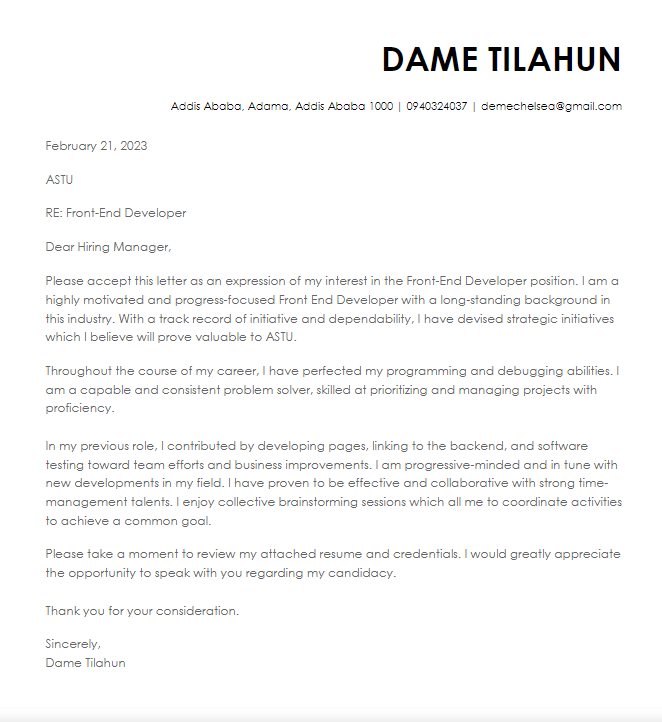 DAME TILAHUN
Addis Ababa, Adama, Addis Ababa 1000 | 0940324037 | demechelsea@gmail.com
February 21, 2023
ASTU
RE: Front-End Developer
Dear Hiring Manager,
Please accept this letter as an expression of my interest in the Front-End Developer position. I am a
highly motivated and progress-focused Front End Developer with a long-standing background in
this industry. With a track record of initiative and dependability, I have devised strategic initiatives
which I believe will prove valuable to ASTU.
Throughout the course of my career, I have perfected my programming and debugging abilities. I
am a capable and consistent problem solver, skilled at prioritizing and managing projects with
proficiency.
In my previous role, I contributed by developing pages, linking to the backend, and software
testing toward team efforts and business improvements. I am progressive-minded and in tune with
new developments in my field. I have proven to be effective and collaborative with strong time-
management talents. I enjoy collective brainstorming sessions which all me to coordinate activities
to achieve a common goal.
Please take a moment to review my attached resume and credentials. I would greatly appreciate
the opportunity to speak with you regarding my candidacy.
Thank you for your consideration.
Sincerely,
Dame Tilahun